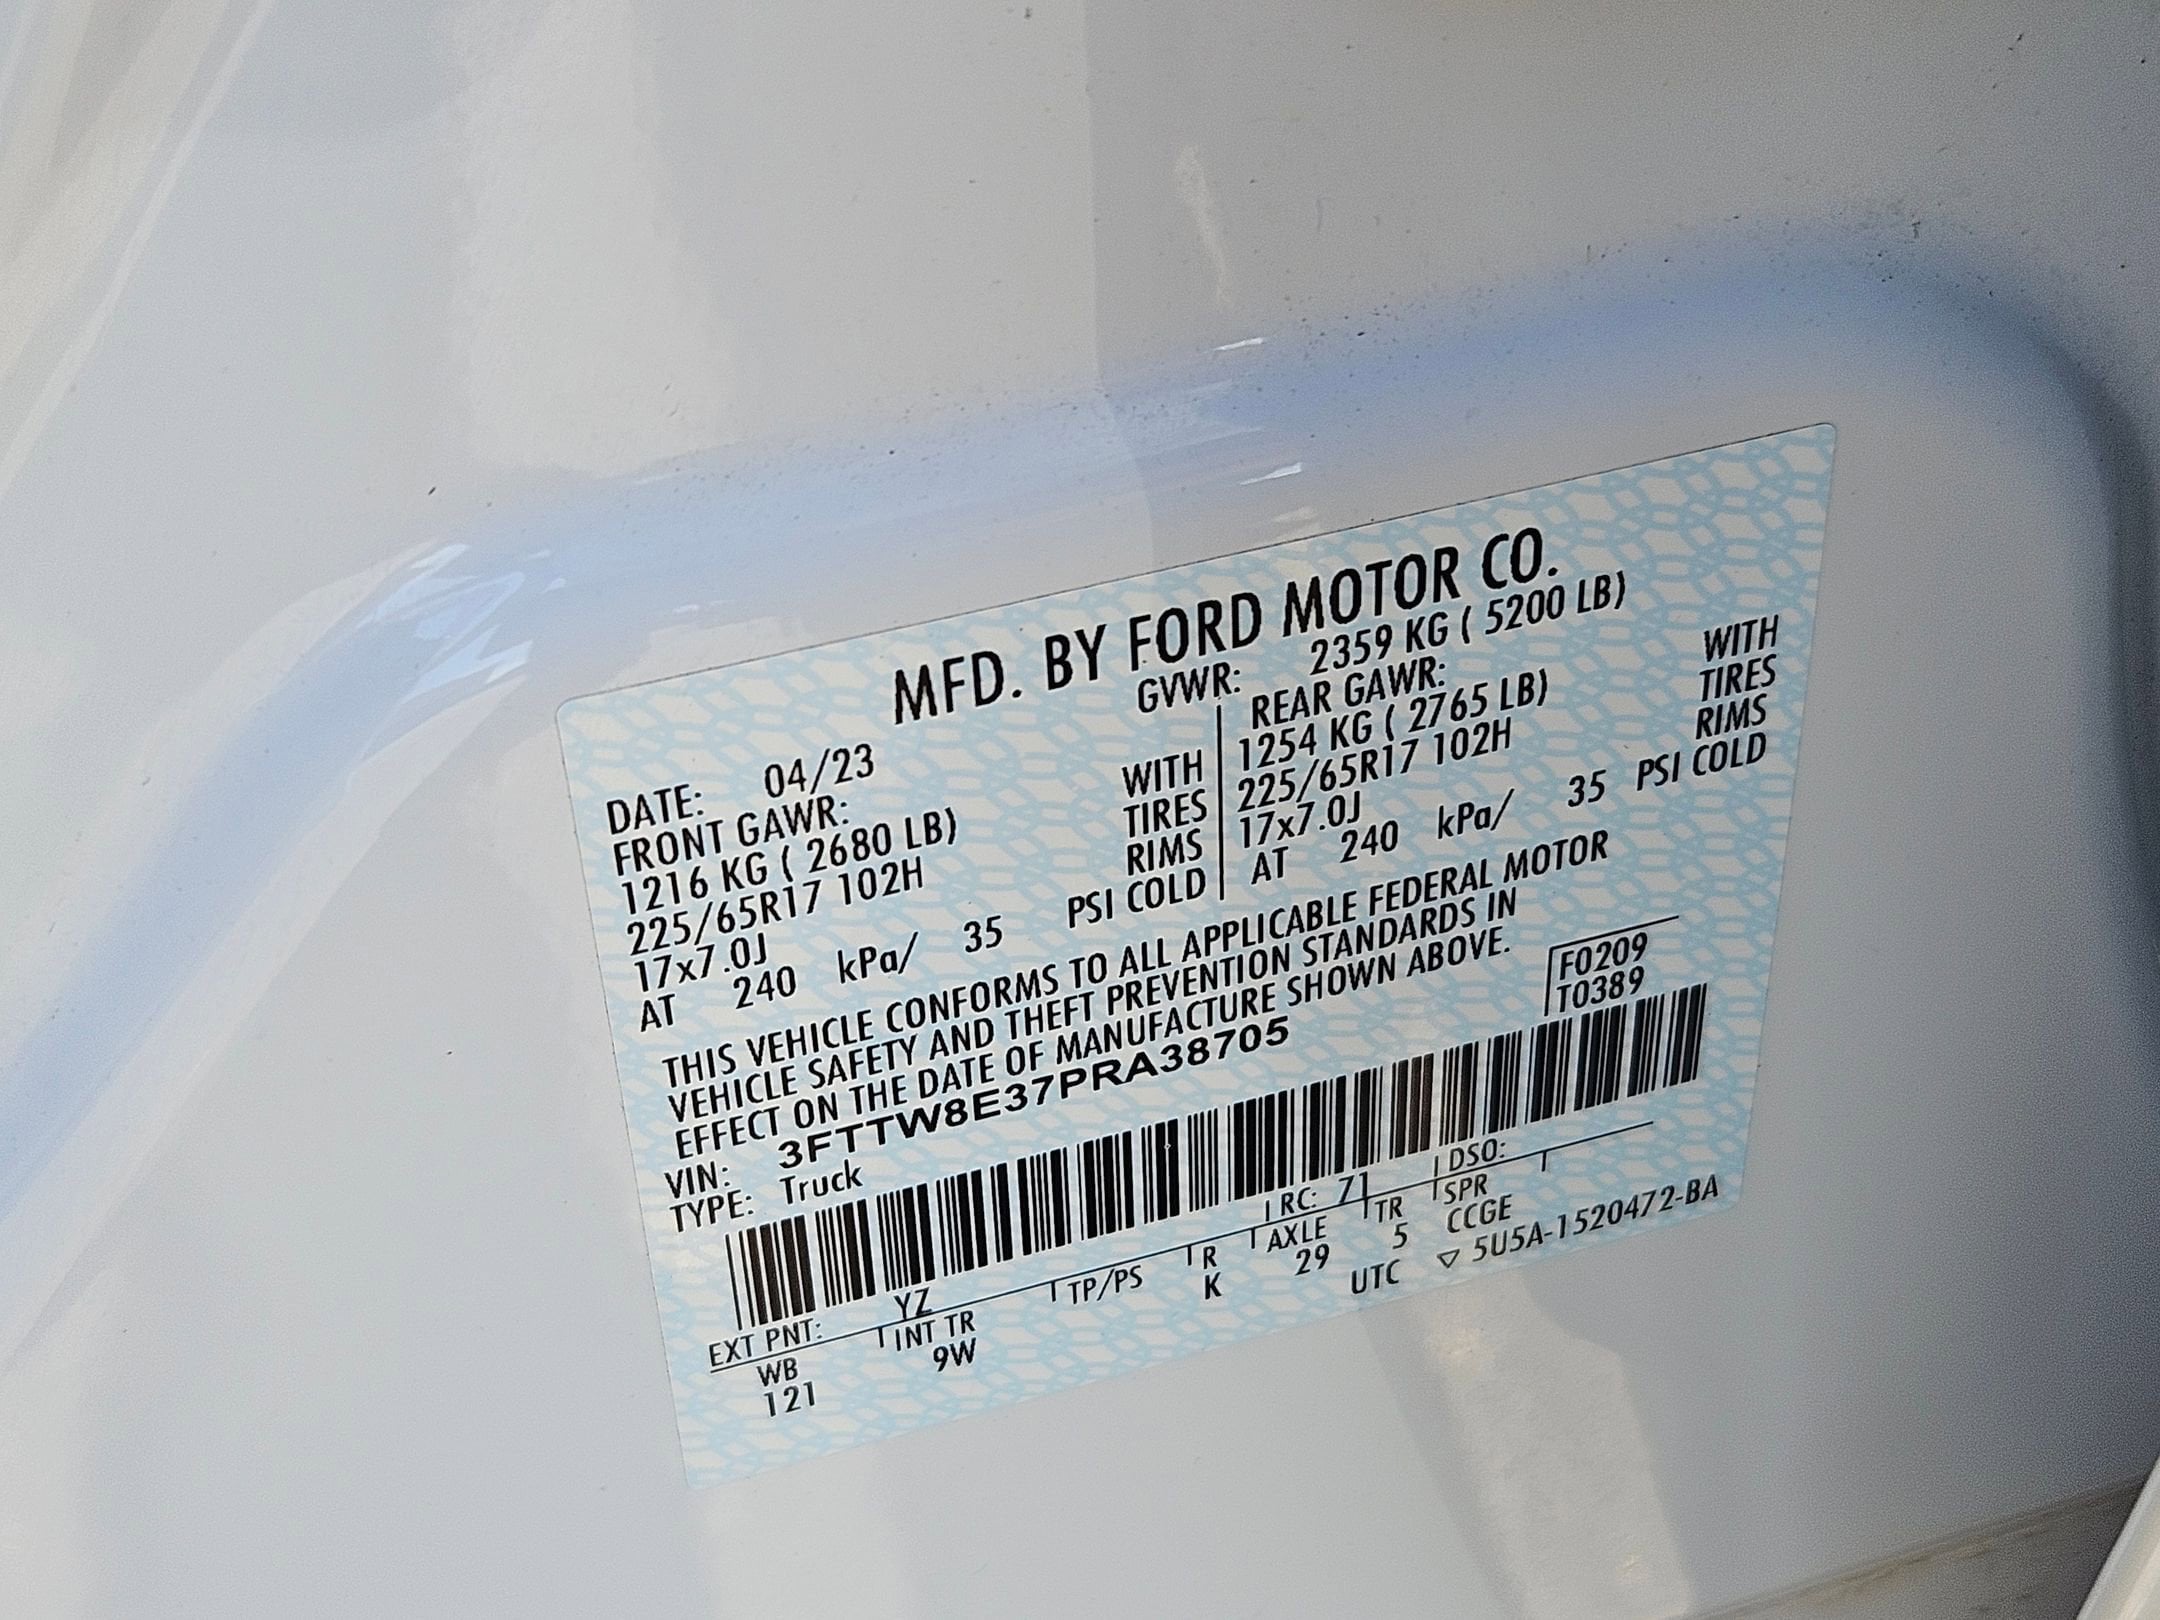 MFD. BY FORD MOTOR CO.
DATE: 04/23 GVWR: 2359 KG ( 5200 LB)
FRONT GAWR: REAR GAWR:
1216 KG ( 2680 LB) WITH 1254 KG ( 2765 LB) WITH
225/65R17 102H TIRES 225/65R17 102H TIRES
17x7.0J RIMS 17x7.0J RIMS
AT 240 kPa/ 35 PSI COLD AT 240 kPa/ 35 PSI COLD
THIS VEHICLE CONFORMS TO ALL APPLICABLE FEDERAL MOTOR
VEHICLE SAFETY AND THEFT PREVENTION STANDARDS IN
EFFECT ON THE DATE OF MANUFACTURE SHOWN ABOVE.
VIN: 3FTTW8E37PRA38705 F0209
TYPE: Truck T0389
EXT PNT: YZ RC: 71 DSO:
WB INT TR TP/PS R AXLE TR SPR
121 9W K 29 5 CCGE
UTC ▽ 5U5A-1520472-BA